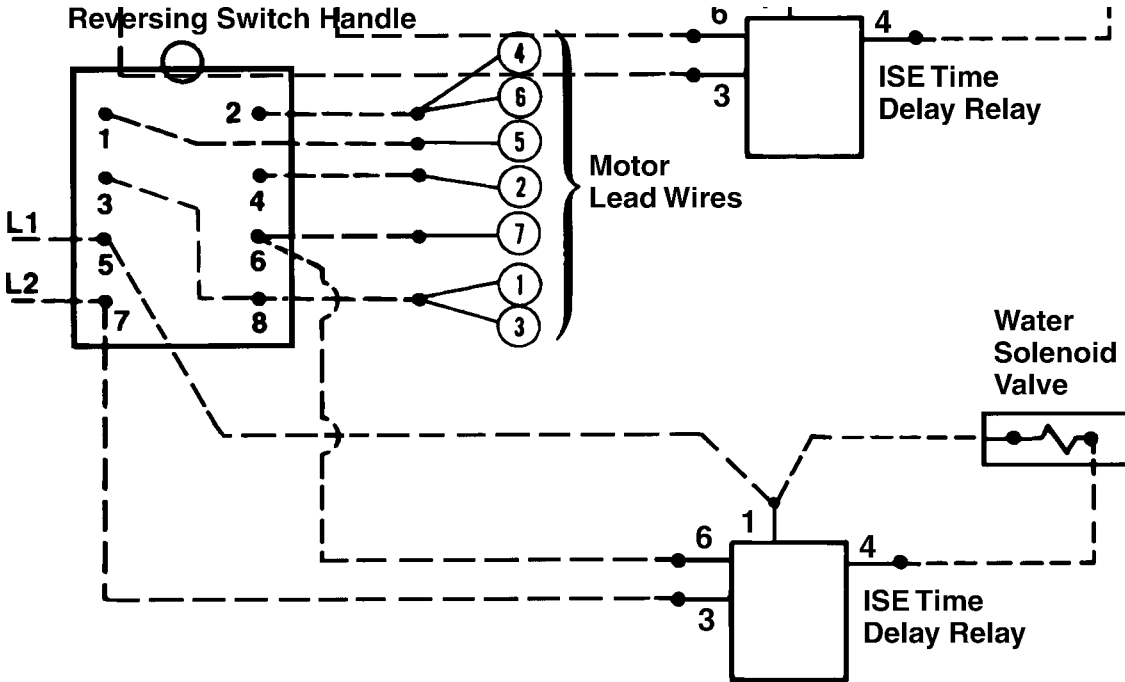 Reversing Switch Handle
6
4
3
ISE Time
Delay Relay
1
2
4
6
5
3
4
2
Motor
Lead Wires
L1
5
6
7
L2
7
8
1
3
Water
Solenoid
Valve
1
6
4
3
ISE Time
Delay Relay